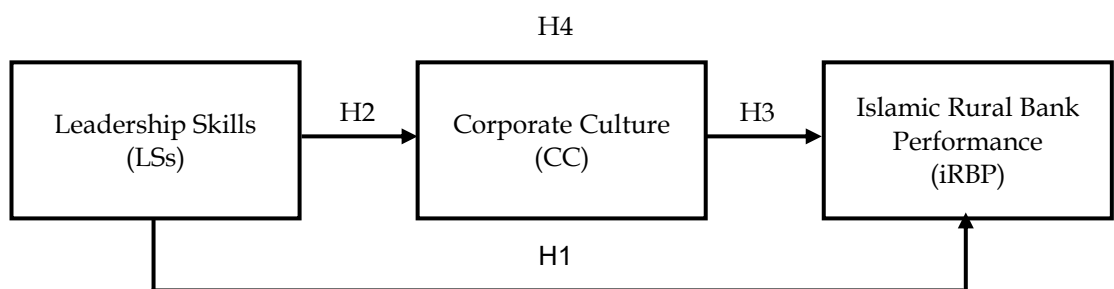 H4
Leadership Skills
(LSs)
H2
Corporate Culture
(CC)
H3
Islamic Rural Bank
Performance
(iRBP)
H1